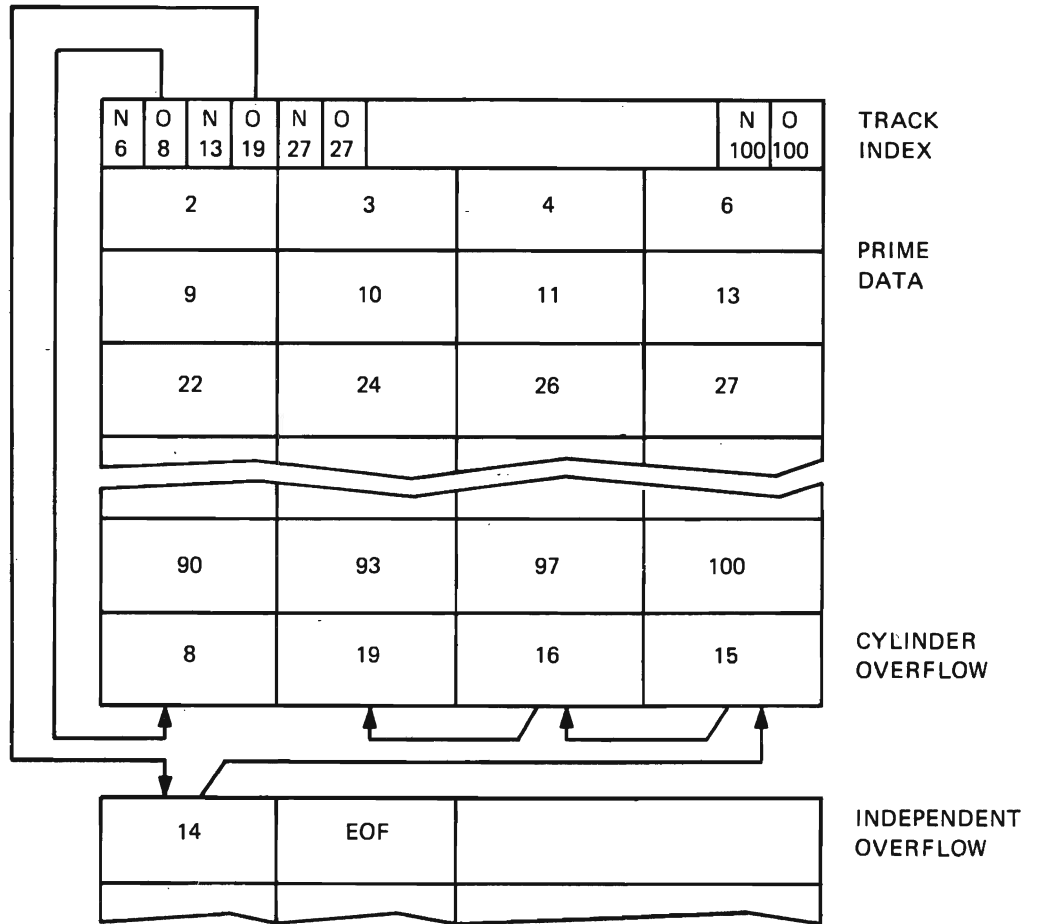 N O N O N O N O
6 8 13 19 27 27 100 100
TRACK
INDEX
2 3 4 6
PRIME
DATA
9 10 11 13
22 24 26 27
90 93 97 100
8 19 16 15
CYLINDER
OVERFLOW
14 EOF
INDEPENDENT
OVERFLOW